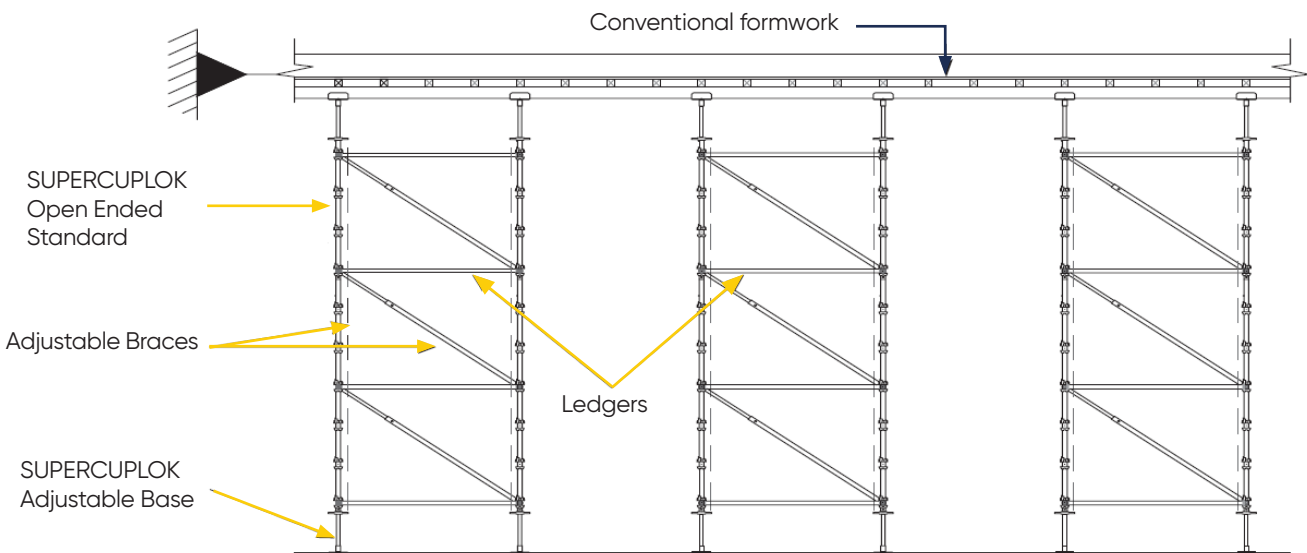 Conventional formwork
SUPERCUPLOK
Open Ended
Standard
Adjustable Braces
Ledgers
SUPERCUPLOK
Adjustable Base